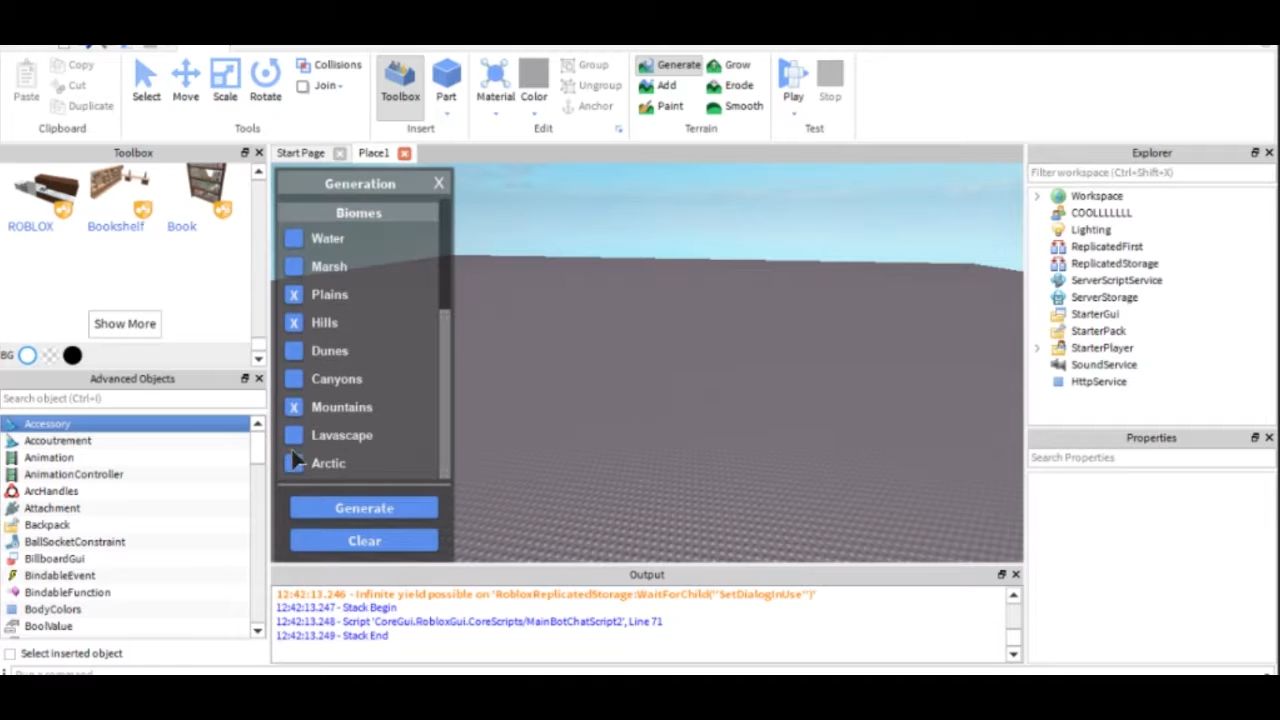 Copy
Cut
Duplicate
Paste
Clipboard
Select
Move
Scale
Rotate
Collisions
Join
Tools
Toolbox
Part
Insert
Material
Color
Group
Ungroup
Anchor
Edit
Generate
Add
Paint
Grow
Erode
Smooth
Terrain
Play
Stop
Test
Toolbox
ROBLOX
Bookshelf
Book
Show More
BG
Advanced Objects
Search object (Ctrl+I)
Accessory
Accoutrement
Animation
AnimationController
ArcHandles
Attachment
Backpack
BallSocketConstraint
BillboardGui
BindableEvent
BindableFunction
BodyColors
BoolValue
Select inserted object
Start Page
Place1
Generation
X
Biomes
Water
Marsh
X Plains
X Hills
Dunes
Canyons
X Mountains
Lavascape
Arctic
Generate
Clear
Output
12:42:13.246 - Infinite yield possible on 'RobloxReplicatedStorage:WaitForChild("SetDialogInUse")'
12:42:13.247 - Stack Begin
12:42:13.248 - Script 'CoreGui.RobloxGui.CoreScripts/MainBotChatScript2', Line 71
12:42:13.249 - Stack End
Explorer
Filter workspace (Ctrl+Shift+X)
Workspace
COOLLLLLLL
Lighting
ReplicatedFirst
ReplicatedStorage
ServerScriptService
ServerStorage
StarterGui
StarterPack
StarterPlayer
SoundService
HttpService
Properties
Search Properties